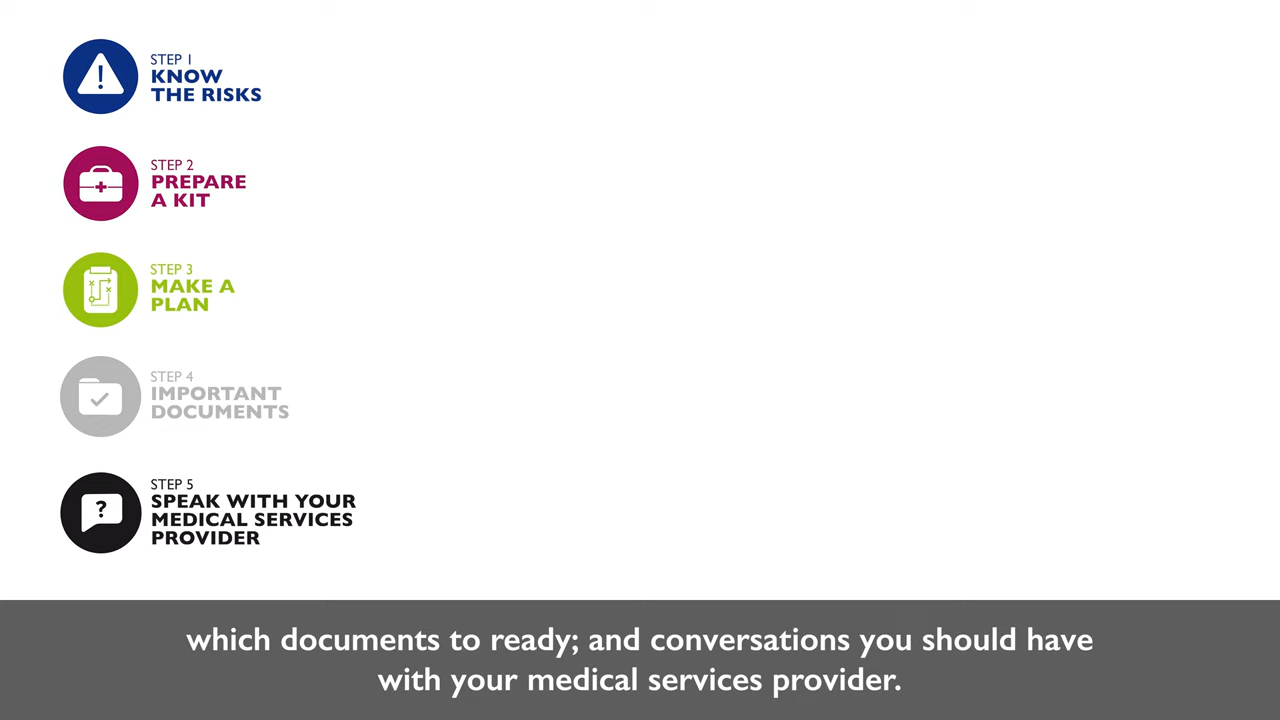 STEP 1
KNOW
THE RISKS
STEP 2
PREPARE
A KIT
STEP 3
MAKE A
PLAN
STEP 4
IMPORTANT
DOCUMENTS
STEP 5
SPEAK WITH YOUR
MEDICAL SERVICES
PROVIDER
which documents to ready; and conversations you should have
with your medical services provider.